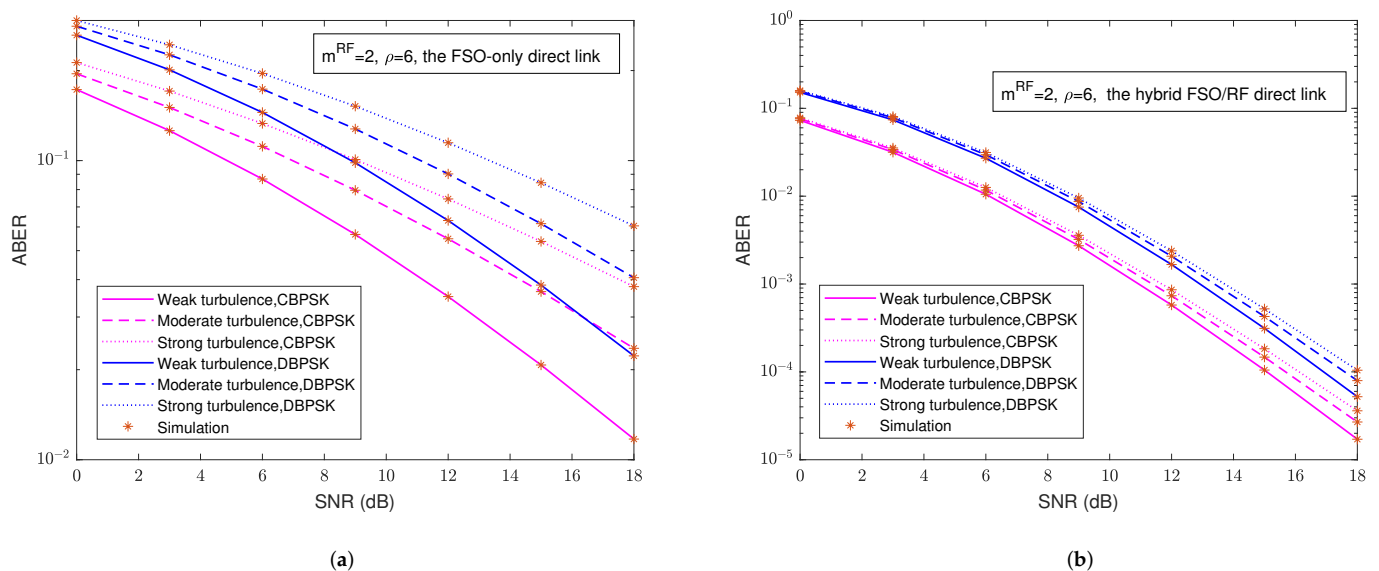 m^RF=2, ρ=6, the FSO-only direct link
10^-1
10^-2
ABER
Weak turbulence,CBPSK
Moderate turbulence,CBPSK
Strong turbulence,CBPSK
Weak turbulence,DBPSK
Moderate turbulence,DBPSK
Strong turbulence,DBPSK
Simulation
0 2 4 6 8 10 12 14 16 18
SNR (dB)
(a)
m^RF=2, ρ=6, the hybrid FSO/RF direct link
10^0
10^-1
10^-2
10^-3
10^-4
10^-5
ABER
Weak turbulence,CBPSK
Moderate turbulence,CBPSK
Strong turbulence,CBPSK
Weak turbulence,DBPSK
Moderate turbulence,DBPSK
Strong turbulence,DBPSK
Simulation
0 2 4 6 8 10 12 14 16 18
SNR (dB)
(b)